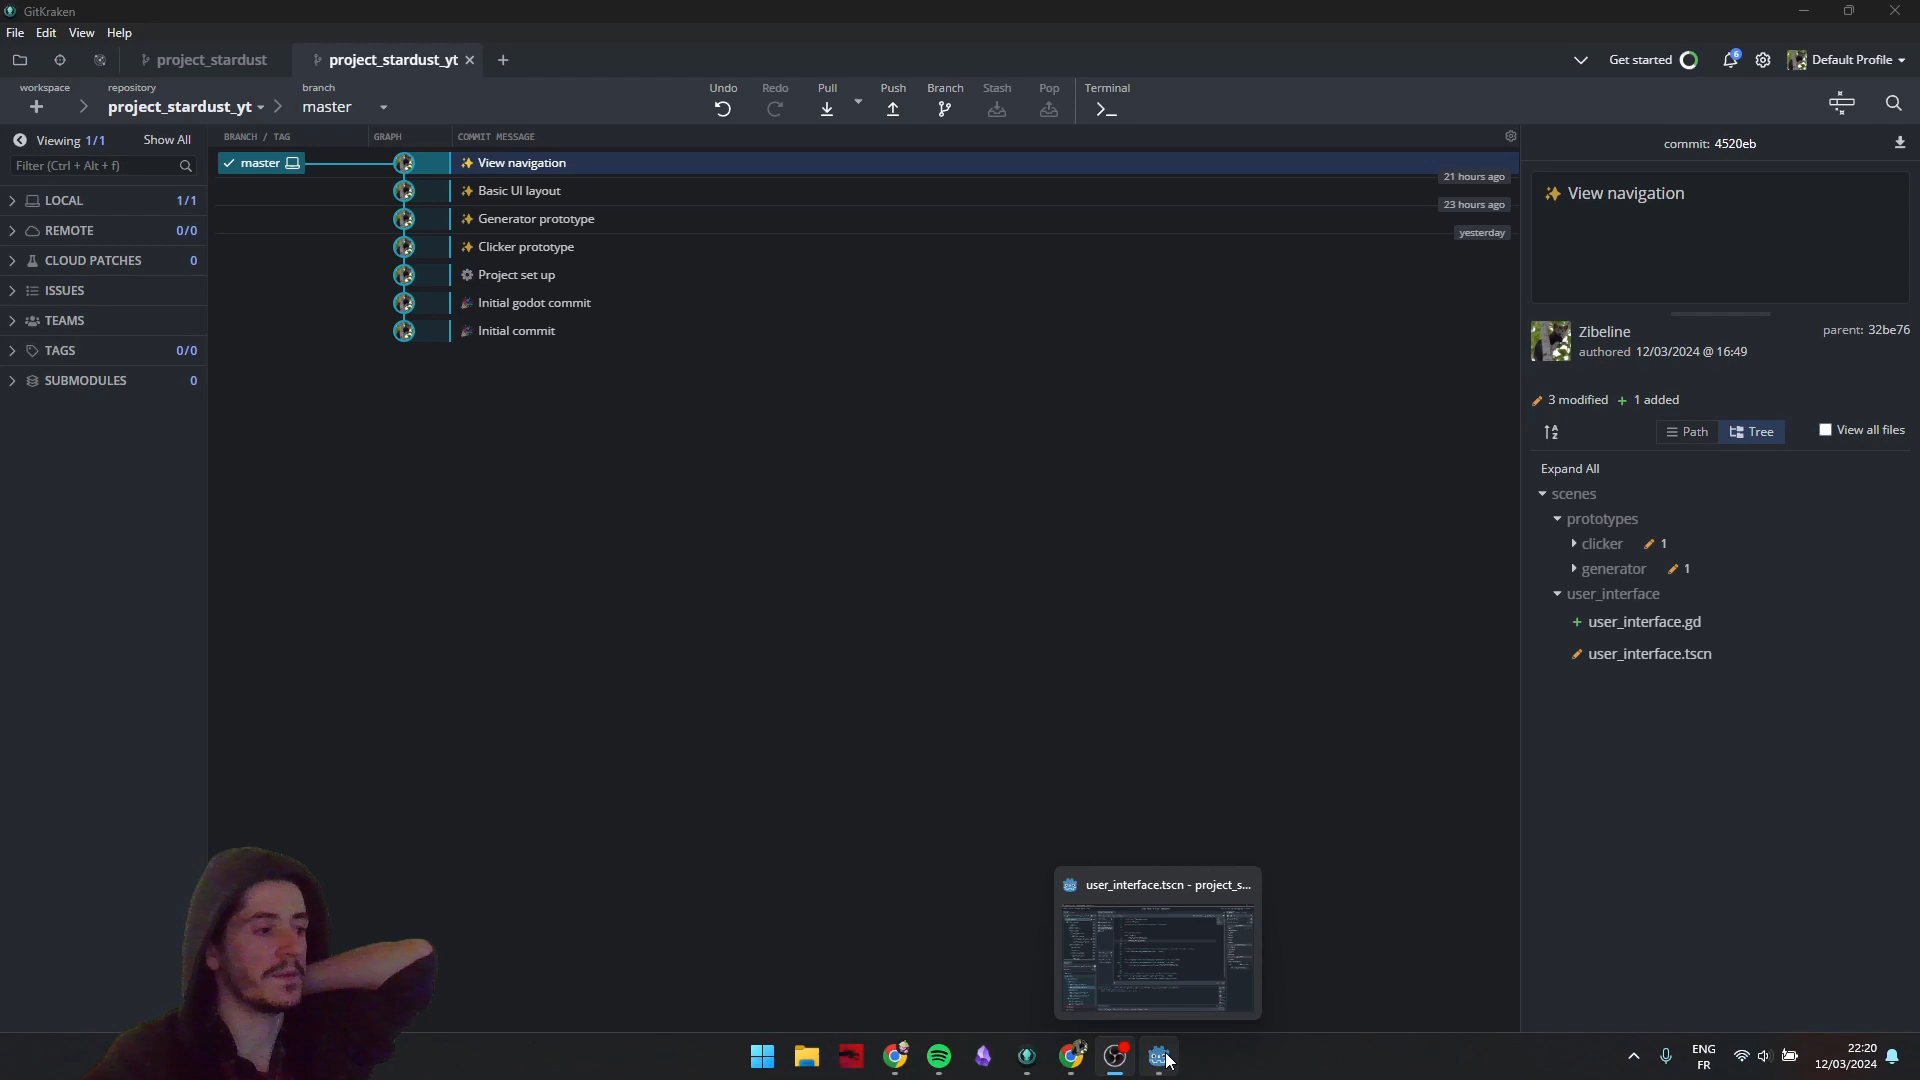 GitKraken
File Edit View Help
project_stardust
project_stardust_yt
workspace
repository
project_stardust_yt
branch
master
Undo
Redo
Pull
Push
Branch
Stash
Pop
Terminal
Get started
6
Default Profile
Viewing 1/1 Show All
Filter (Ctrl + Alt + f)
LOCAL 1/1
REMOTE 0/0
CLOUD PATCHES 0
ISSUES
TEAMS
TAGS 0/0
SUBMODULES 0
BRANCH / TAG GRAPH COMMIT MESSAGE
master View navigation
21 hours ago
Basic UI layout
23 hours ago
Generator prototype
yesterday
Clicker prototype
Project set up
Initial godot commit
Initial commit
commit: 4520eb
View navigation
Zibeline
authored 12/03/2024 @ 16:49
parent: 32be76
3 modified + 1 added
Path Tree
View all files
Expand All
scenes
prototypes
clicker 1
generator 1
user_interface
+ user_interface.gd
user_interface.tscn
user_interface.tscn - project_s...
ENG
FR
22:20
12/03/2024